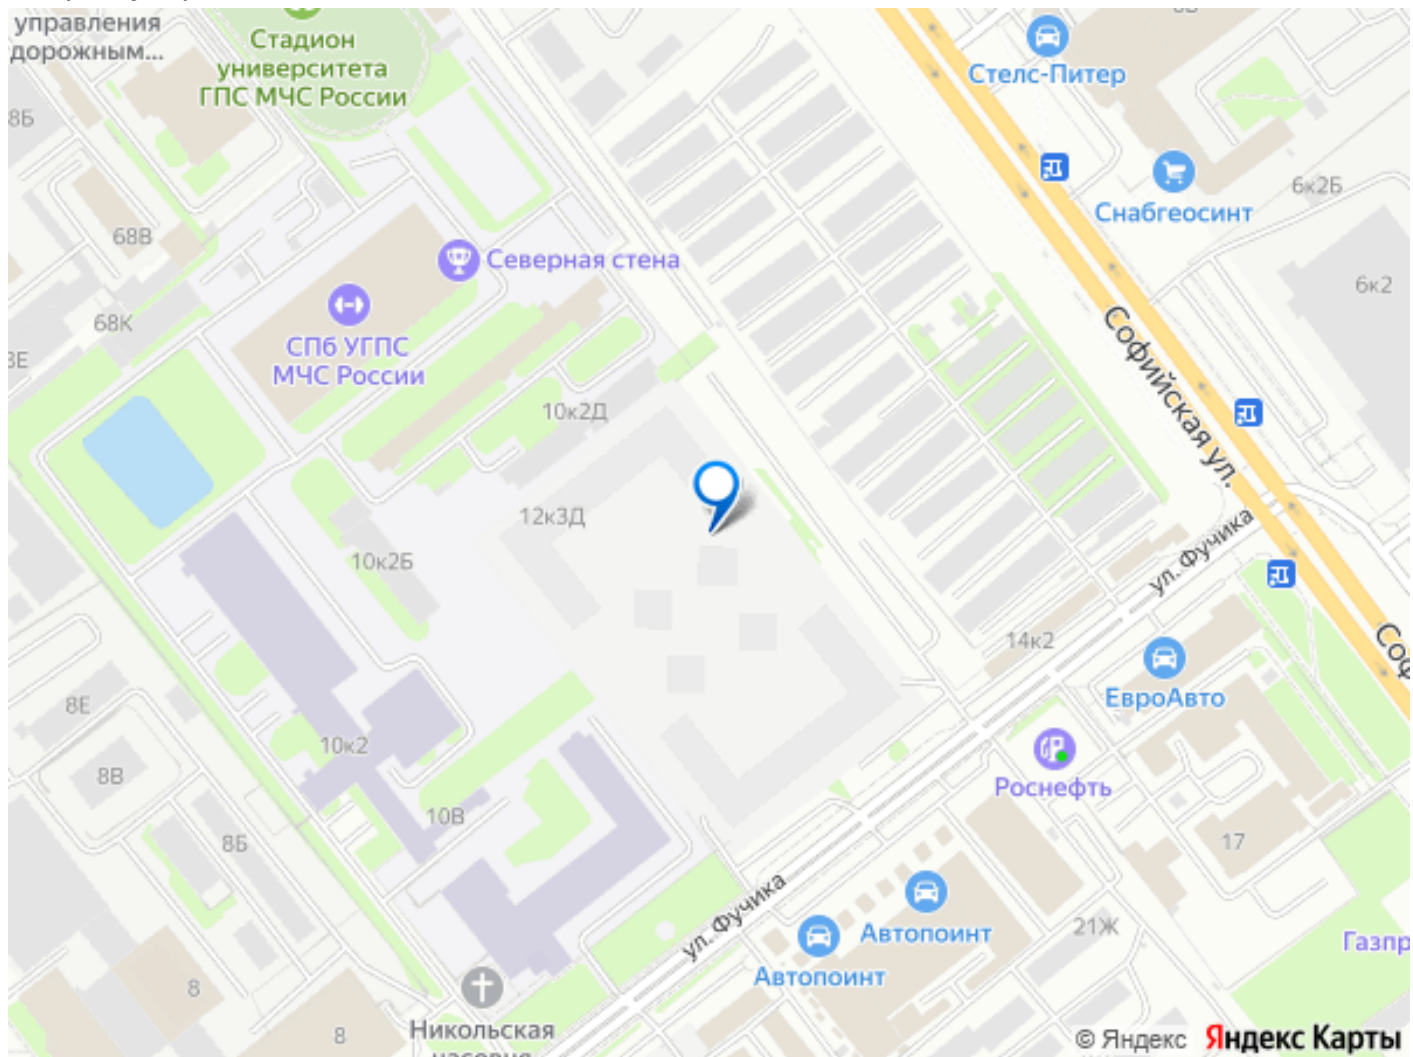 управления
дорожным...
Стадион
университета
ГПС МЧС России
8Б
68В
68К
Северная стена
СПб УГПС
МЧС России
10к2Д
12к3Д
10к2Б
Стелс-Питер
Снабгеосинт
6к2Б
6к2
Софийская ул.
ул. Фучика
14к2
ЕвроАвто
Роснефть
8Е
8В
8Б
10к2
10В
17
21Ж
Автопоинт
Автопоинт
ул. Фучика
Газпр
8
8
Никольская
© Яндекс Яндекс Карты